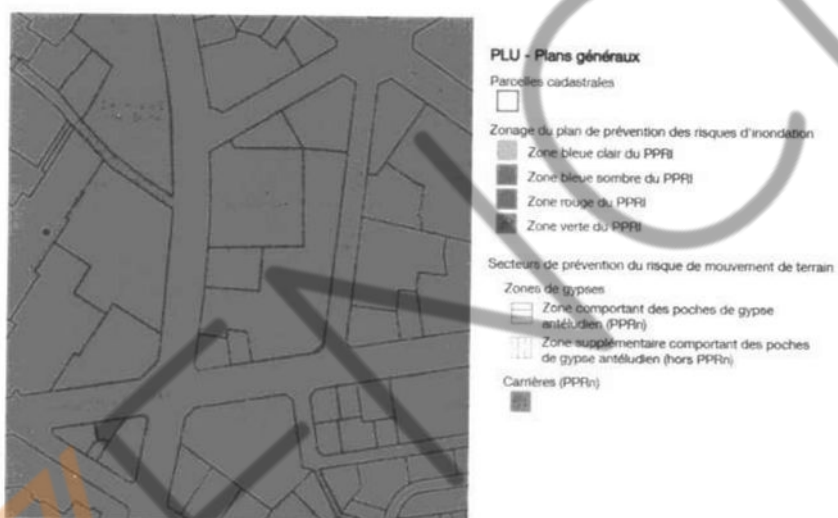 PLU - Plans généraux
Parcelles cadastrales
Zonage du plan de prévention des risques d'inondation
Zone bleue clair du PPRI
Zone bleue sombre du PPRI
Zone rouge du PPRI
Zone verte du PPRI
Secteurs de prévention du risque de mouvement de terrain
Zones de gypses
Zone comportant des poches de gypse
antéludien (PPRn)
Zone supplémentaire comportant des poches
de gypse antéludien (hors PPRn)
Carrières (PPRn)